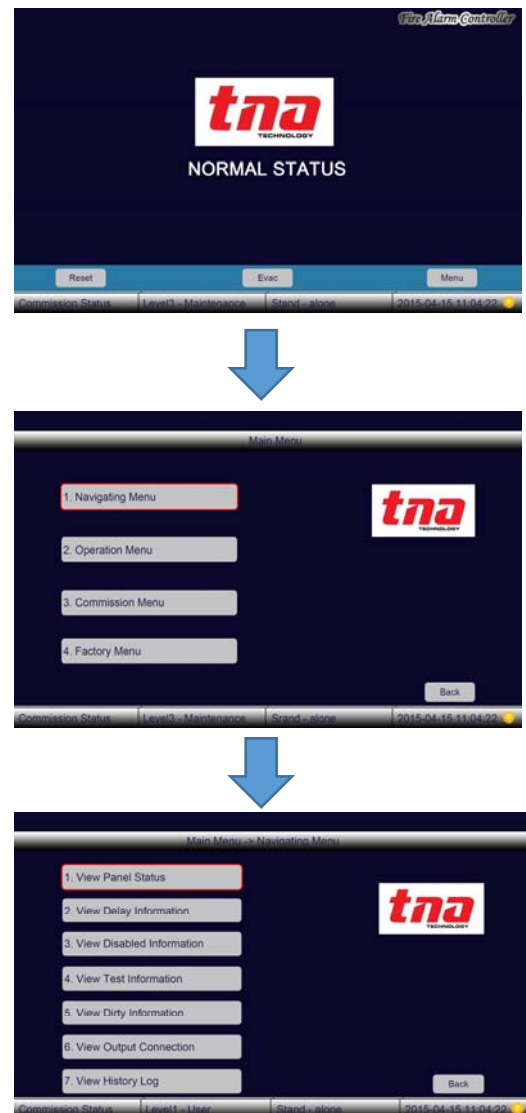 Fire Alarm Controller
tna
TECHNOLOGY
NORMAL STATUS
Reset Evac Menu
Commission Status Level3 - Maintenance Stand - alone 2015-04-15 11:04:22
Main Menu
1. Navigating Menu
tna
TECHNOLOGY
2. Operation Menu
3. Commission Menu
4. Factory Menu
Back
Commission Status Level3 - Maintenance Srand - alone 2015-04-15 11:04:22
Main Menu -> Navigating Menu
1. View Panel Status
2. View Delay Information
tna
TECHNOLOGY
3. View Disabled Information
4. View Test Information
5. View Dirty Information
6. View Output Connection
7. View History Log
Back
Commission Status Level1 - User Stand - alone 2015-04-15 11:04:22